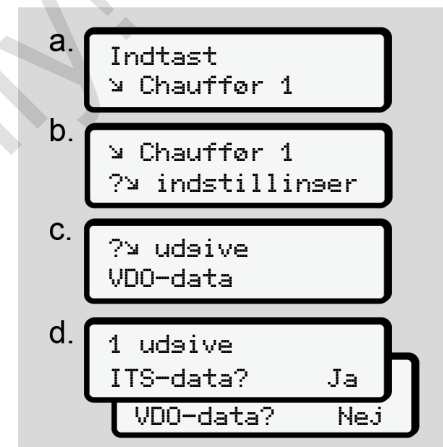 a.
Indtast
↘ Chauffør 1
b.
↘ Chauffør 1
?↘ indstillinger
c.
?↘ udgive
VDO-data
d.
1 udgive
ITS-data? Ja
VDO-data? Nej